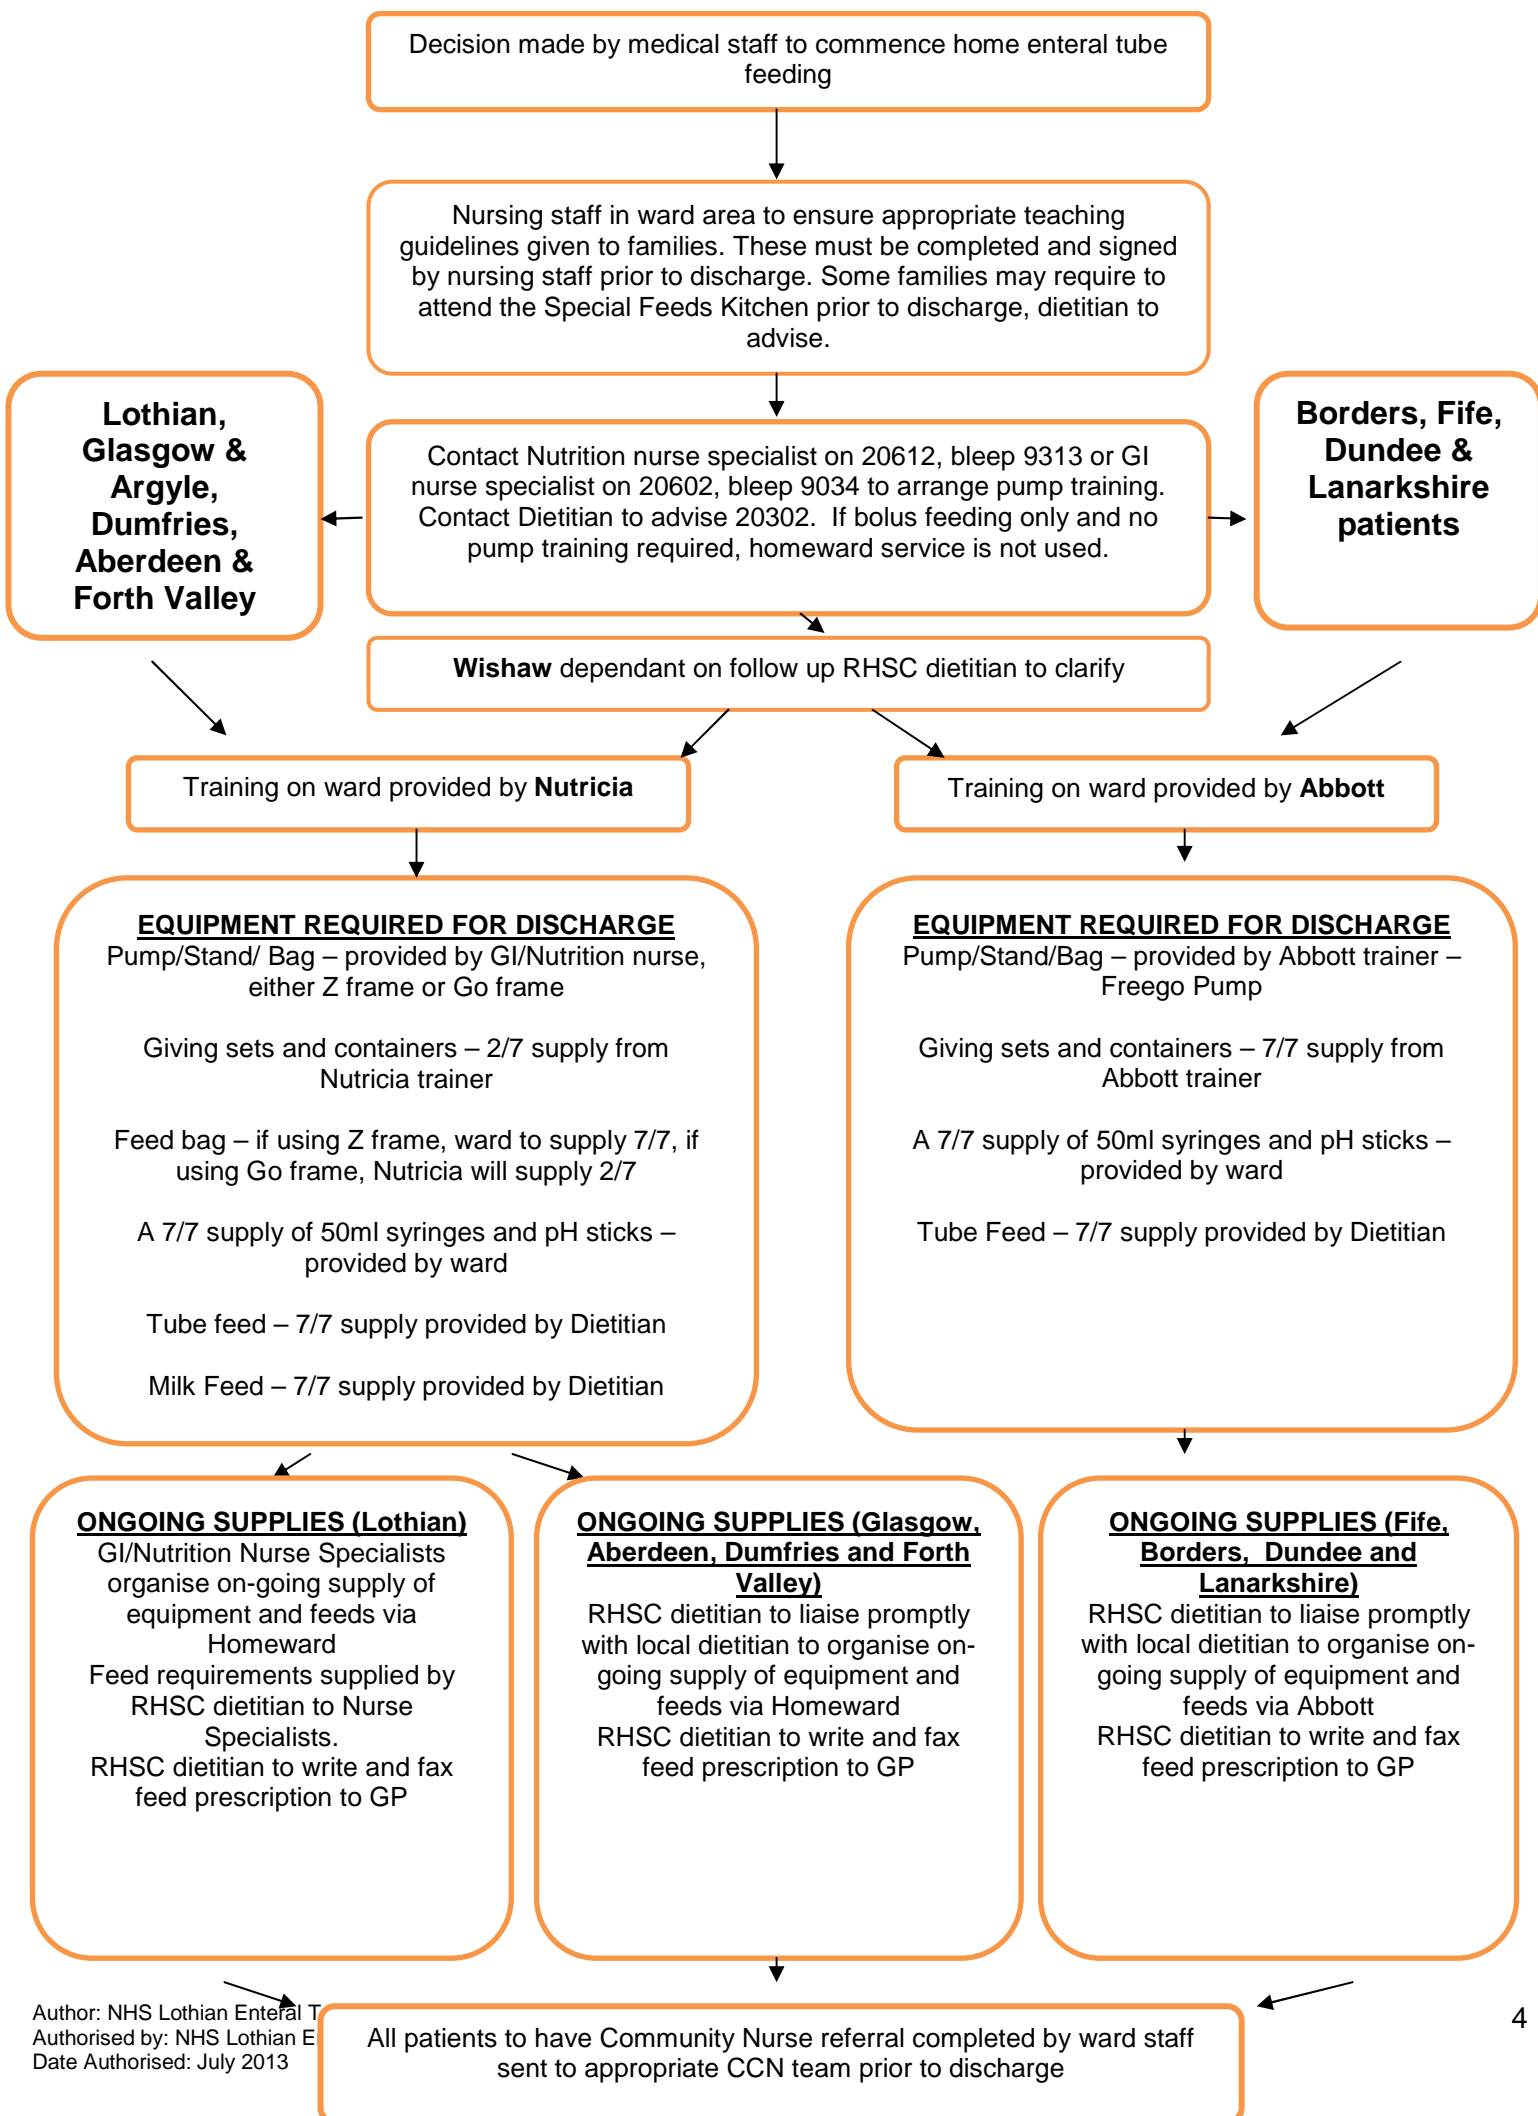 Decision made by medical staff to commence home enteral tube
feeding
Nursing staff in ward area to ensure appropriate teaching
guidelines given to families. These must be completed and signed
by nursing staff prior to discharge. Some families may require to
attend the Special Feeds Kitchen prior to discharge, dietitian to
advise.
Lothian,
Glasgow &
Argyle,
Dumfries,
Aberdeen &
Forth Valley
Contact Nutrition nurse specialist on 20612, bleep 9313 or GI
nurse specialist on 20602, bleep 9034 to arrange pump training.
Contact Dietitian to advise 20302.  If bolus feeding only and no
pump training required, homeward service is not used.
Borders, Fife,
Dundee &
Lanarkshire
patients
Wishaw dependant on follow up RHSC dietitian to clarify
Training on ward provided by Nutricia
Training on ward provided by Abbott
EQUIPMENT REQUIRED FOR DISCHARGE
Pump/Stand/ Bag – provided by GI/Nutrition nurse,
either Z frame or Go frame
Giving sets and containers – 2/7 supply from
Nutricia trainer
Feed bag – if using Z frame, ward to supply 7/7, if
using Go frame, Nutricia will supply 2/7
A 7/7 supply of 50ml syringes and pH sticks –
provided by ward
Tube feed – 7/7 supply provided by Dietitian
Milk Feed – 7/7 supply provided by Dietitian
EQUIPMENT REQUIRED FOR DISCHARGE
Pump/Stand/Bag – provided by Abbott trainer –
Freego Pump
Giving sets and containers – 7/7 supply from
Abbott trainer
A 7/7 supply of 50ml syringes and pH sticks –
provided by ward
Tube Feed – 7/7 supply provided by Dietitian
ONGOING SUPPLIES (Lothian)
GI/Nutrition Nurse Specialists
organise on-going supply of
equipment and feeds via
Homeward
Feed requirements supplied by
RHSC dietitian to Nurse
Specialists.
RHSC dietitian to write and fax
feed prescription to GP
ONGOING SUPPLIES (Glasgow,
Aberdeen, Dumfries and Forth
Valley)
RHSC dietitian to liaise promptly
with local dietitian to organise on-
going supply of equipment and
feeds via Homeward
RHSC dietitian to write and fax
feed prescription to GP
ONGOING SUPPLIES (Fife,
Borders,  Dundee and
Lanarkshire)
RHSC dietitian to liaise promptly
with local dietitian to organise on-
going supply of equipment and
feeds via Abbott
RHSC dietitian to write and fax
feed prescription to GP
Author: NHS Lothian Enteral
Authorised by: NHS Lothian
Date Authorised: July 2013
4
All patients to have Community Nurse referral completed by ward staff
sent to appropriate CCN team prior to discharge